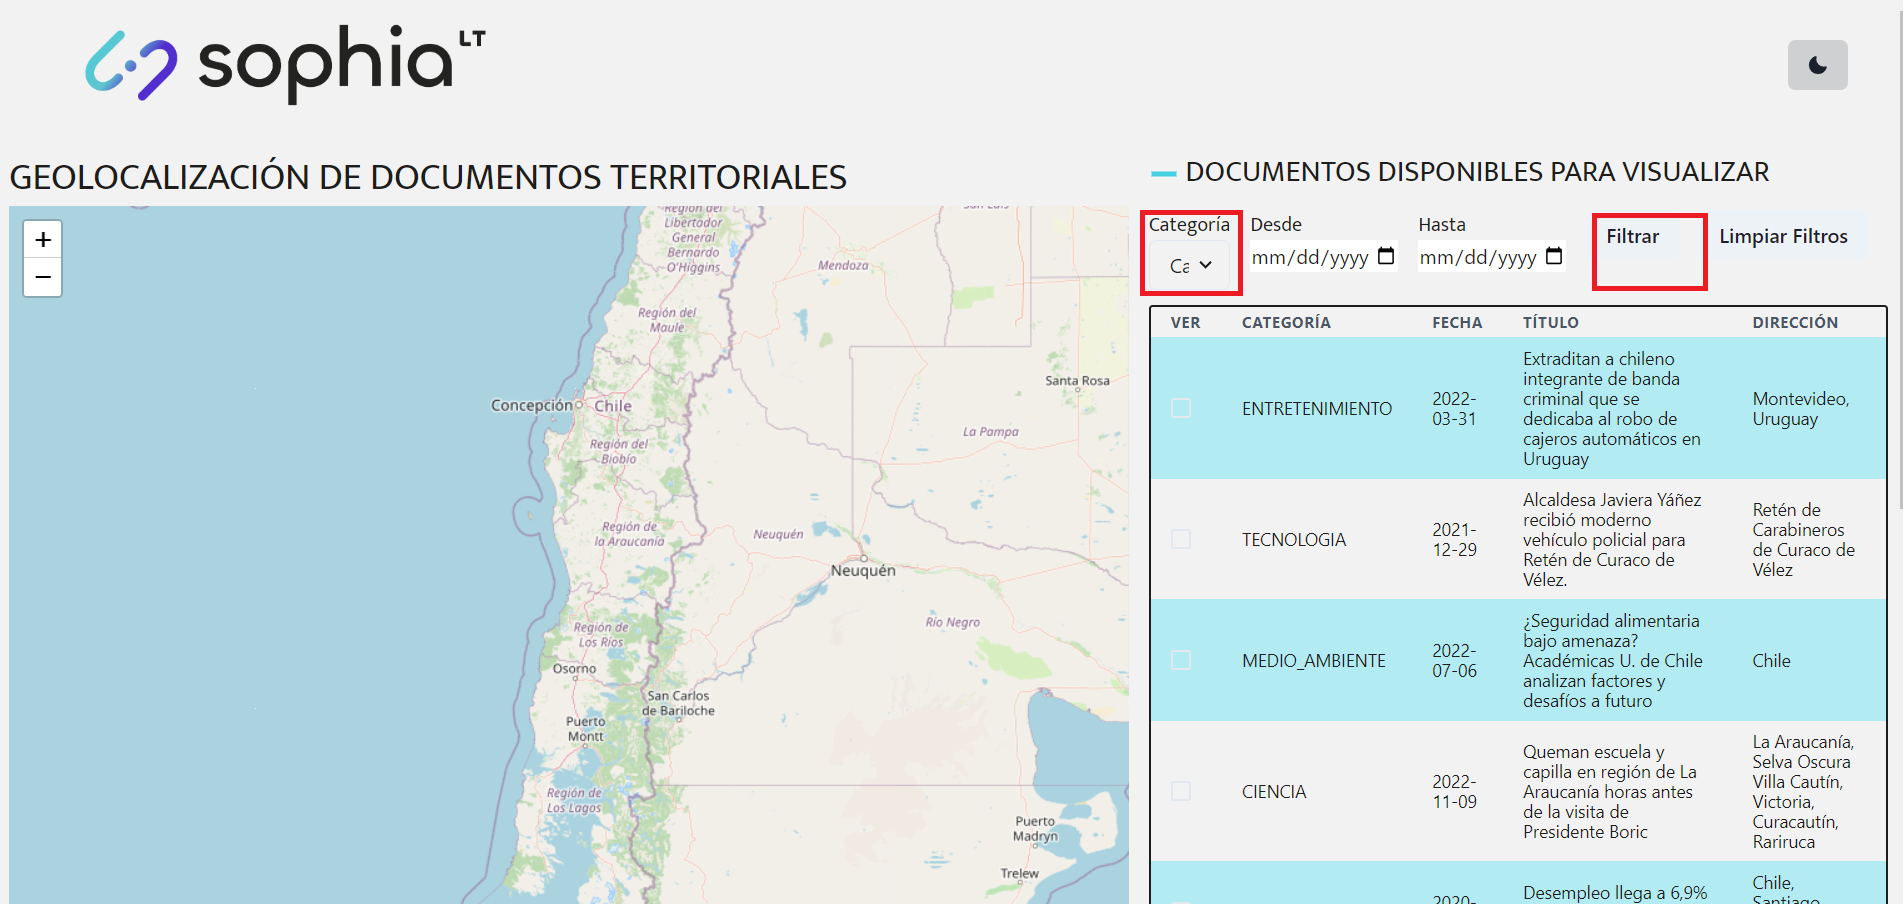 sophia LT
GEOLOCALIZACIÓN DE DOCUMENTOS TERRITORIALES
+
−
Región del
Libertador
General
Bernardo
O'Higgins
San Luis
Mendoza
Región del
Maule
Santa Rosa
Concepción
Chile
La Pampa
Región del
Biobío
Región de
la Araucanía
Neuquén
Neuquén
Río Negro
Región de
Los Ríos
Osorno
San Carlos
de Bariloche
Puerto
Montt
Región de
Los Lagos
Puerto
Madryn
Trelew
DOCUMENTOS DISPONIBLES PARA VISUALIZAR
Categoría
Desde
Hasta
Filtrar
Limpiar Filtros
Ca
mm/dd/yyyy
mm/dd/yyyy
VER CATEGORÍA FECHA TÍTULO DIRECCIÓN
ENTRETENIMIENTO
2022-
03-31
Extraditan a chileno
integrante de banda
criminal que se
dedicaba al robo de
cajeros automáticos en
Uruguay
Montevideo,
Uruguay
TECNOLOGIA
2021-
12-29
Alcaldesa Javiera Yáñez
recibió moderno
vehículo policial para
Retén de Curaco de
Vélez.
Retén de
Carabineros
de Curaco de
Vélez
MEDIO_AMBIENTE
2022-
07-06
¿Seguridad alimentaria
bajo amenaza?
Académicas U. de Chile
analizan factores y
desafíos a futuro
Chile
CIENCIA
2022-
11-09
Queman escuela y
capilla en región de La
Araucanía horas antes
de la visita de
Presidente Boric
La Araucanía,
Selva Oscura
Villa Cautín,
Victoria,
Curacautín,
Rariruca
2020-
Desempleo llega a 6,9%
Chile,
Santiago